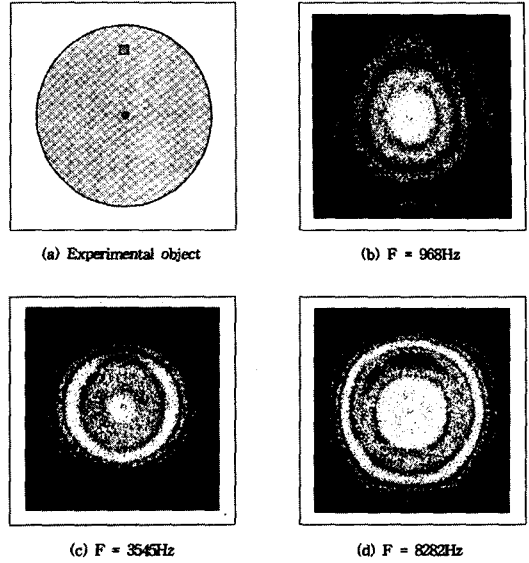 (a) Experimental object
(b) F = 968Hz
(c) F = 3545Hz
(d) F = 8282Hz